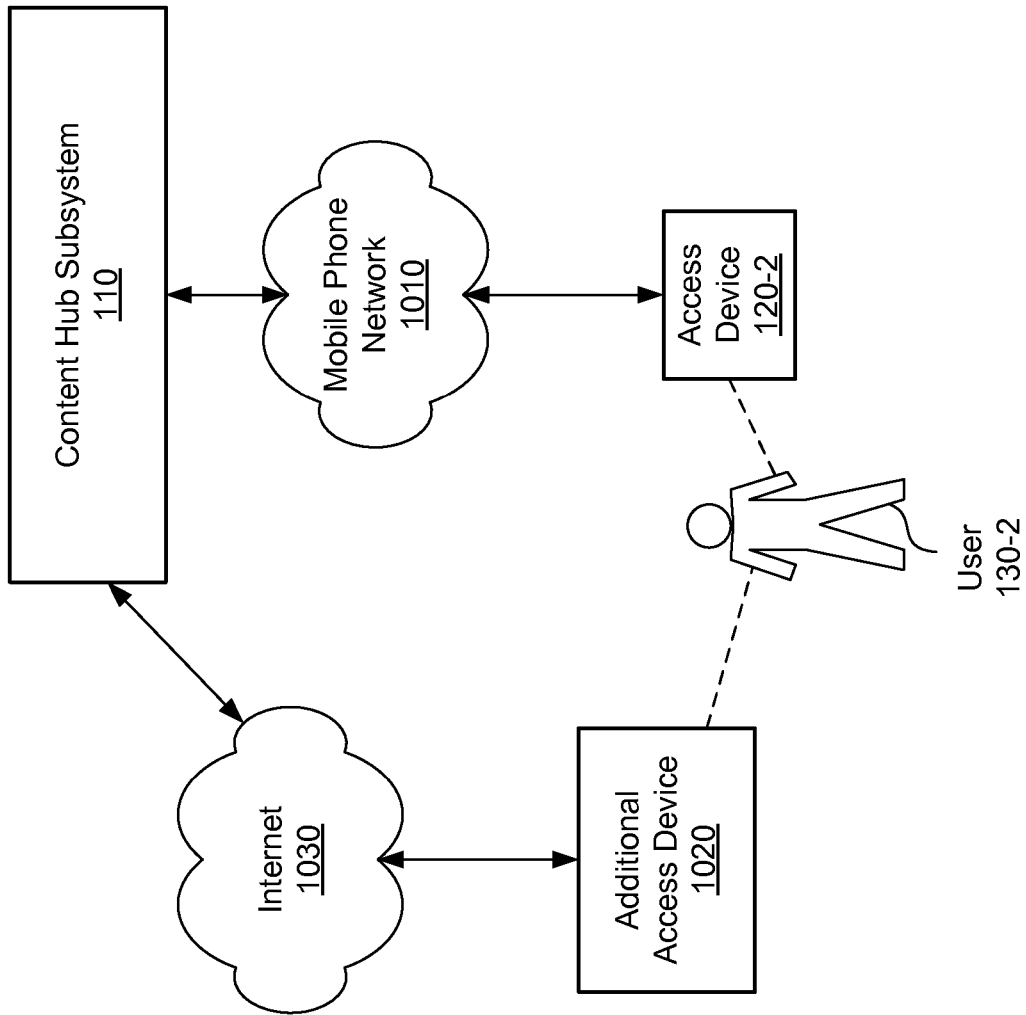 Content Hub Subsystem
110
Mobile Phone
Network
1010
Internet
1030
Access
Device
120-2
Additional
Access Device
1020
User
130-2